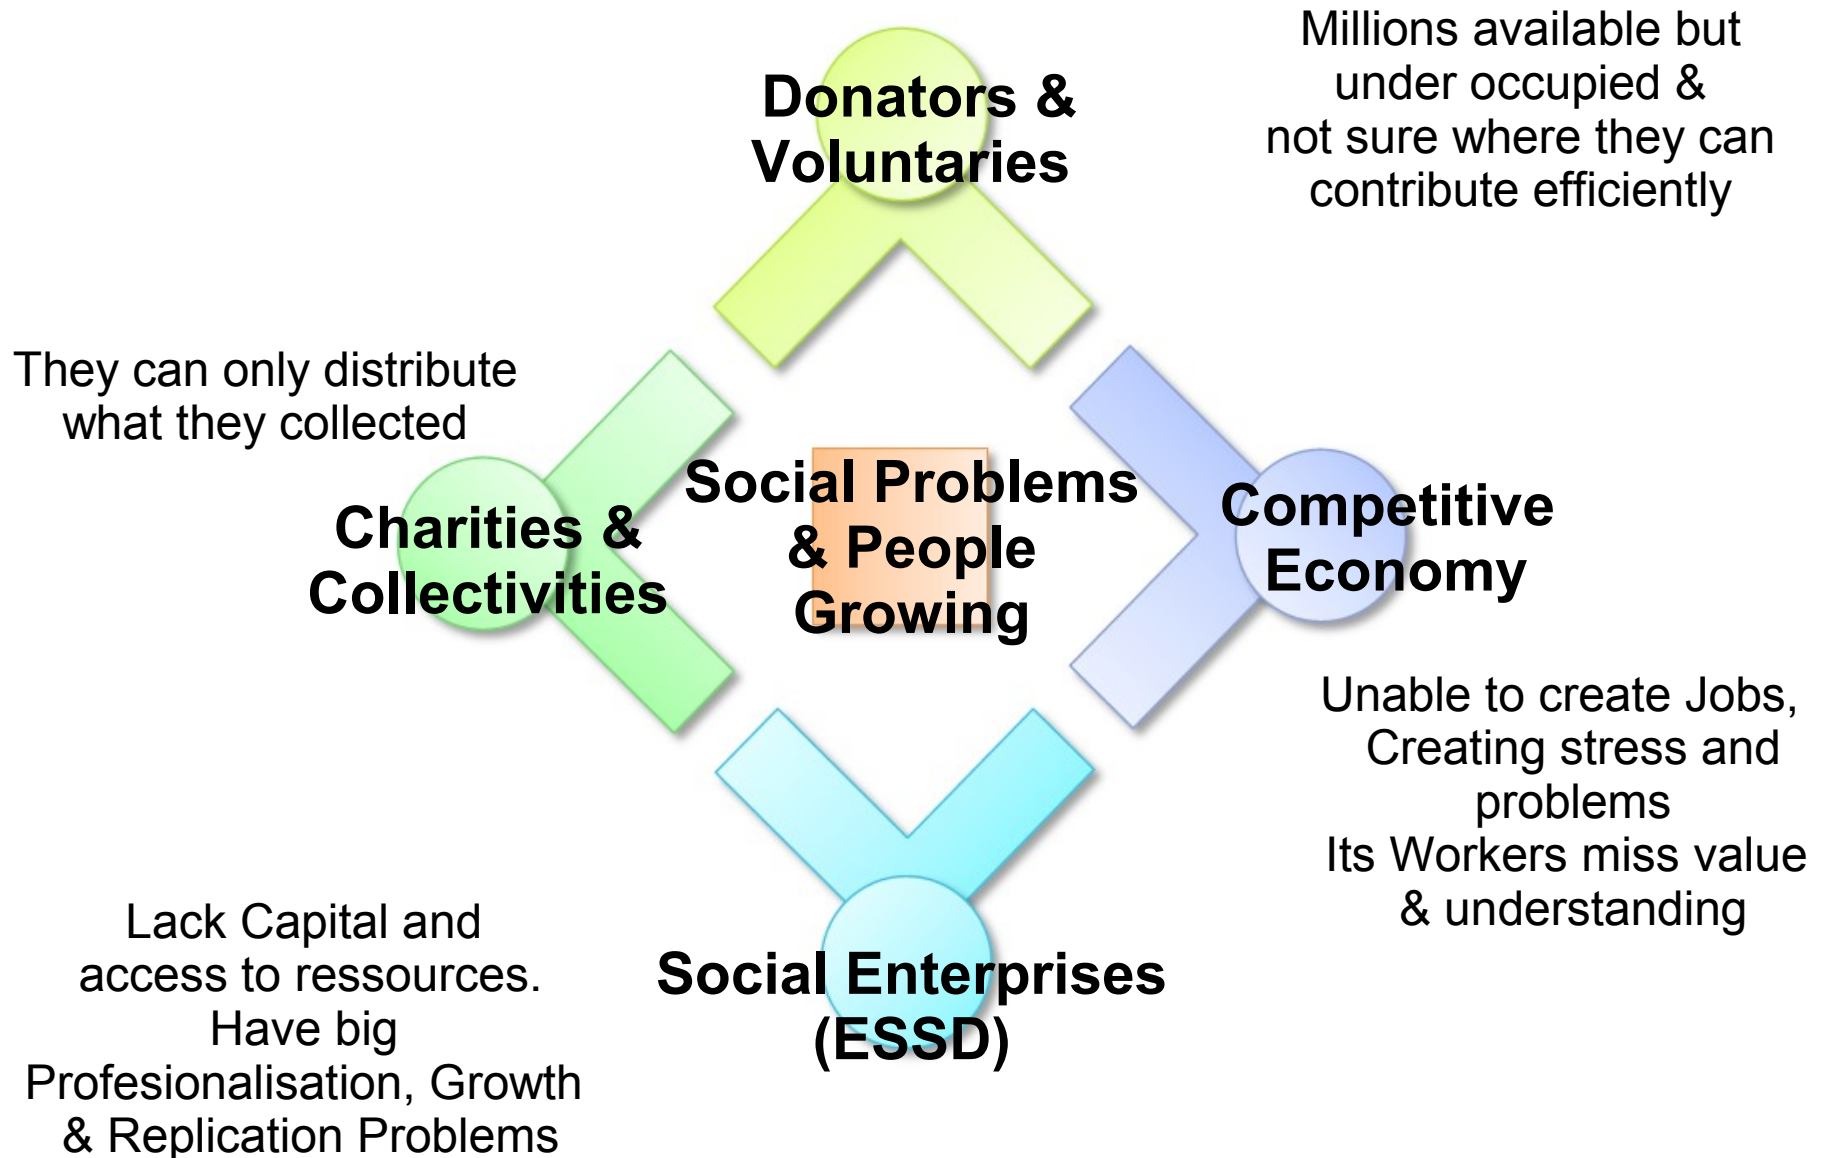 Millions available but
under occupied &
not sure where they can
contribute efficiently
Donators &
Voluntaries
They can only distribute
what they collected
Charities &
Collectivities
Social Problems
& People
Growing
Competitive
Economy
Unable to create Jobs,
Creating stress and
problems
Its Workers miss value
& understanding
Lack Capital and
access to ressources.
Have big
Profesionalisation, Growth
& Replication Problems
Social Enterprises
(ESSD)